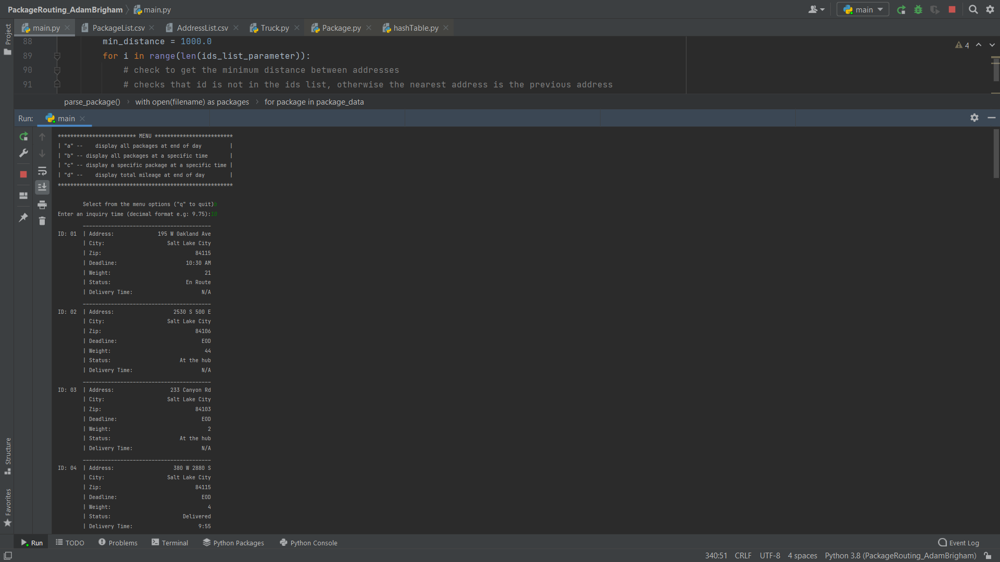 PackageRouting_AdamBrigham
main.py
main
Project
main.py
PackageList.csv
AddressList.csv
Truck.py
Package.py
hashTable.py
88 min_distance = 1000.0
89 for i in range(len(ids_list_parameter)):
90 # check to get the minimum distance between addresses
91 # checks that id is not in the ids list, otherwise the nearest address is the previous address
4
parse_package() › with open(filename) as packages › for package in package_data
Run: main
************************* MENU *************************
| "a" --    display all packages at end of day         |
| "b" -- display all packages at a specific time       |
| "c" -- display a specific package at a specific time |
| "d" --    display total mileage at end of day        |
********************************************************
Select from the menu options ("q" to quit)b
Enter an inquiry time (decimal format e.g: 9.75):10
_________________________________________
ID: 01  | Address:              195 W Oakland Ave
| City:                    Salt Lake City
| Zip:                              84115
| Deadline:                      10:30 AM
| Weight:                              21
| Status:                        En Route
| Delivery Time:                      N/A
_________________________________________
ID: 02  | Address:                   2530 S 500 E
| City:                    Salt Lake City
| Zip:                              84106
| Deadline:                           EOD
| Weight:                              44
| Status:                      At the hub
| Delivery Time:                      N/A
_________________________________________
ID: 03  | Address:                  233 Canyon Rd
| City:                    Salt Lake City
| Zip:                              84103
| Deadline:                           EOD
| Weight:                               2
| Status:                      At the hub
| Delivery Time:                      N/A
_________________________________________
ID: 04  | Address:                   380 W 2880 S
| City:                    Salt Lake City
| Zip:                              84115
| Deadline:                           EOD
| Weight:                               4
| Status:                       Delivered
| Delivery Time:                     9:55
Structure
Favorites
Run
TODO
Problems
Terminal
Python Packages
Python Console
Event Log
340:51 CRLF UTF-8 4 spaces Python 3.8 (PackageRouting_AdamBrigham)